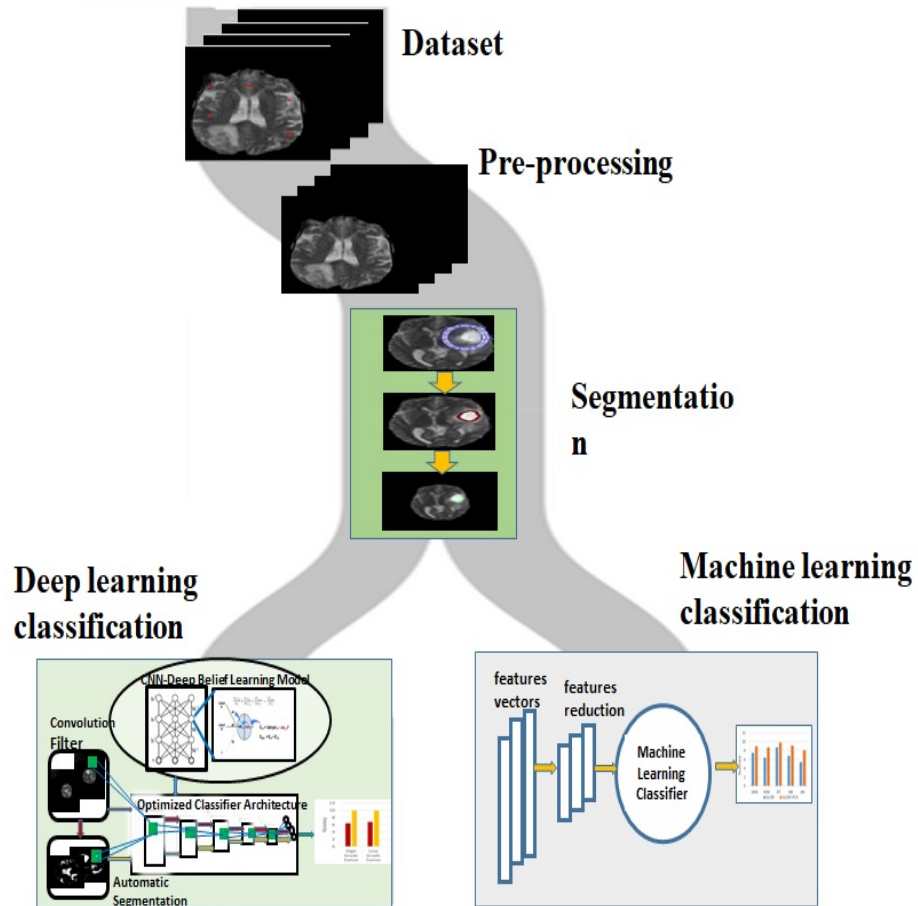 Dataset
Pre-processing
Segmentatio
n
Deep learning
classification
Machine learning
classification
CNN-Deep Belief Learning Model
Convolution
Filter
Optimized Classifier Architecture
Automatic
Segmentation
features
vectors
features
reduction
Machine
Learning
Classifier